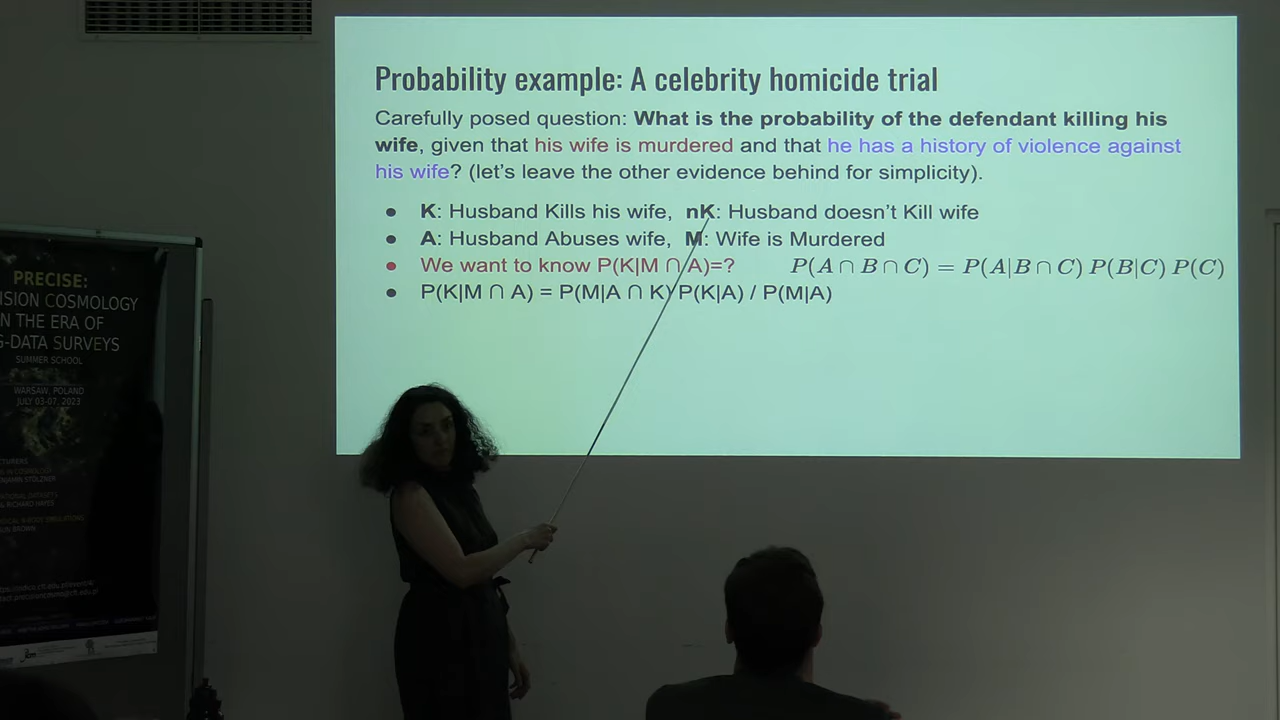 Probability example: A celebrity homicide trial
Carefully posed question: What is the probability of the defendant killing his
wife, given that his wife is murdered and that he has a history of violence against
his wife? (let's leave the other evidence behind for simplicity).
● K: Husband Kills his wife, nK: Husband doesn't Kill wife
● A: Husband Abuses wife, M: Wife is Murdered
● We want to know P(K|M ∩ A)=? P(A ∩ B ∩ C) = P(A|B ∩ C) P(B|C) P(C)
● P(K|M ∩ A) = P(M|A ∩ K) P(K|A) / P(M|A)
PRECISE:
ISION COSMOLOGY
N THE ERA OF
G-DATA SURVEYS
SUMMER SCHOOL
WARSAW, POLAND
JULY 03-07, 2023
CTURERS
RICHARD HAYES
BROWN